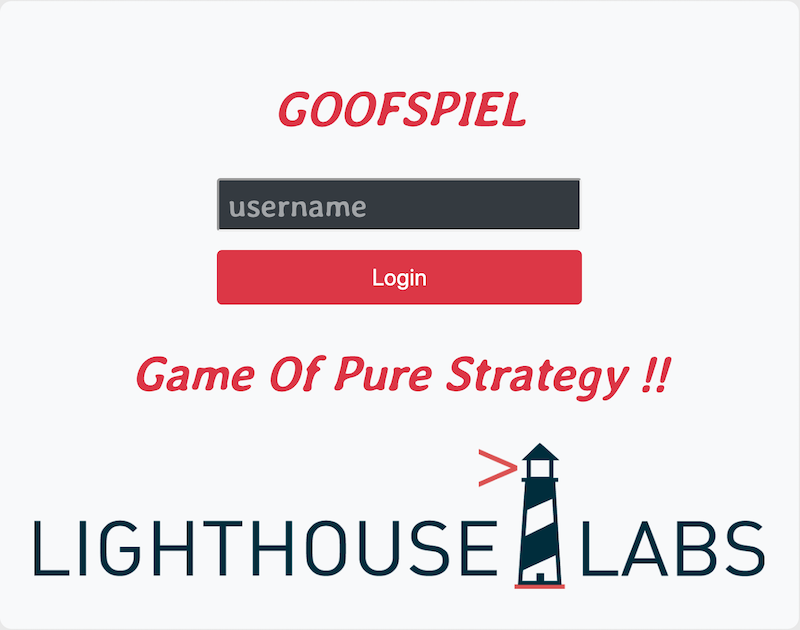 GOOFSPIEL
username
Login
Game Of Pure Strategy !!
>
LIGHTHOUSE LABS